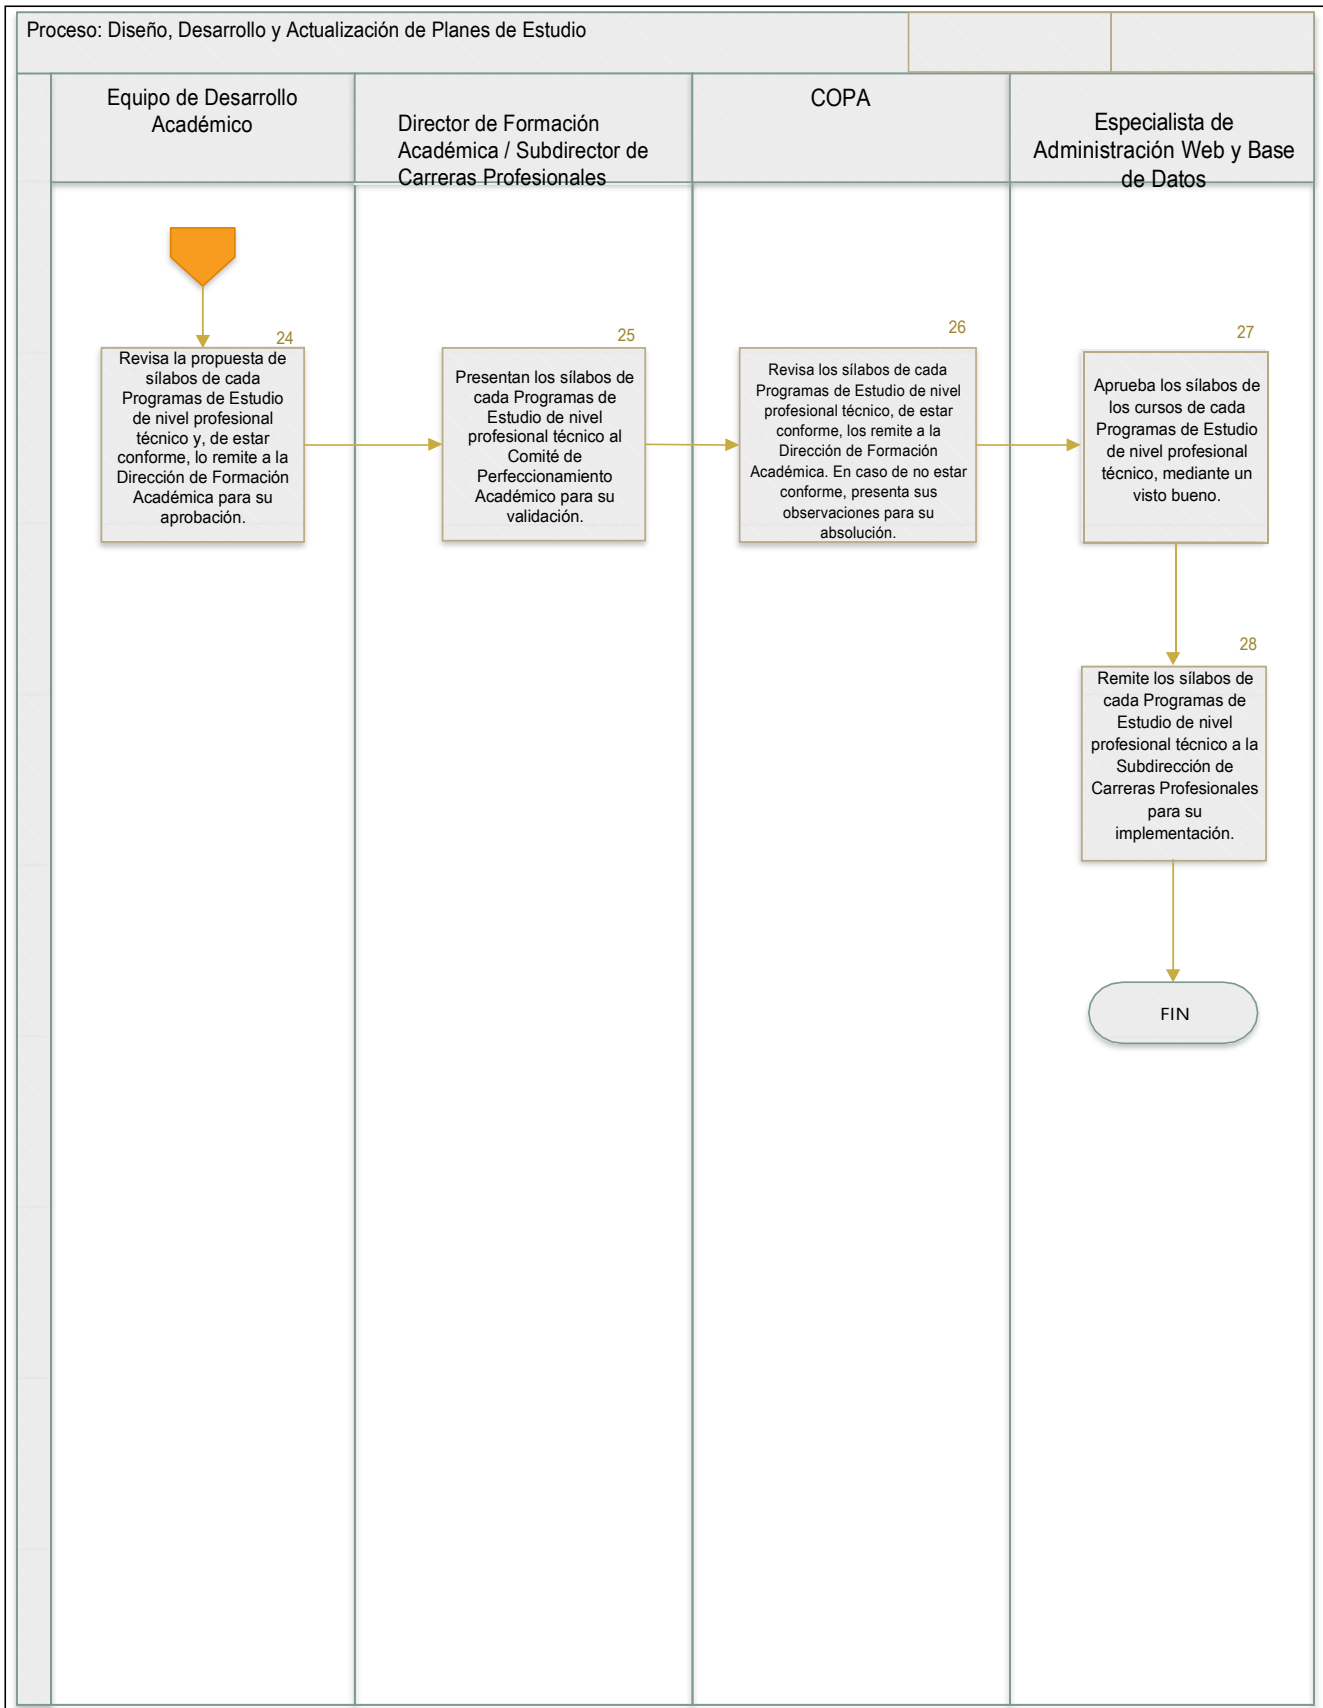 Proceso: Diseño, Desarrollo y Actualización de Planes de Estudio
Equipo de Desarrollo
Académico
Director de Formación
Académica / Subdirector de
Carreras Profesionales
COPA
Especialista de
Administración Web y Base
de Datos
24
Revisa la propuesta de
sílabos de cada
Programas de Estudio
de nivel profesional
técnico y, de estar
conforme, lo remite a la
Dirección de Formación
Académica para su
aprobación.
25
Presentan los sílabos de
cada Programas de
Estudio de nivel
profesional técnico al
Comité de
Perfeccionamiento
Académico para su
validación.
26
Revisa los sílabos de cada
Programas de Estudio de nivel
profesional técnico, de estar
conforme, los remite a la
Dirección de Formación
Académica. En caso de no estar
conforme, presenta sus
observaciones para su
absolución.
27
Aprueba los sílabos de
los cursos de cada
Programas de Estudio
de nivel profesional
técnico, mediante un
visto bueno.
28
Remite los sílabos de
cada Programas de
Estudio de nivel
profesional técnico a la
Subdirección de
Carreras Profesionales
para su
implementación.
FIN